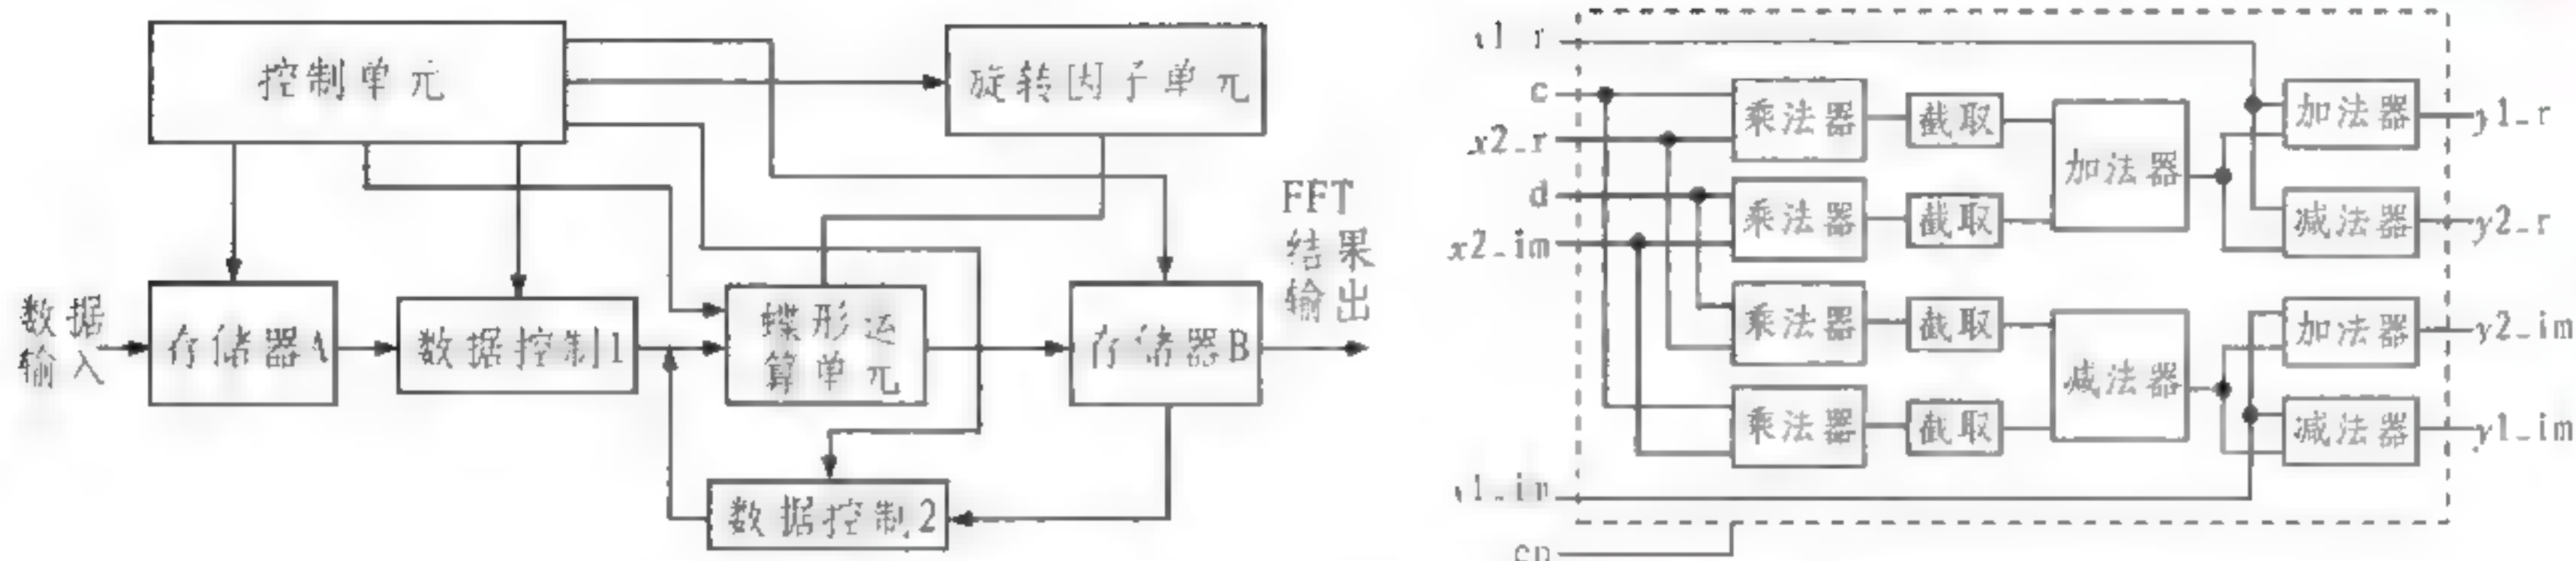 控制单元
旋转因子单元
数据
输入
存储器A
数据控制1
蝶形运
算单元
存储器B
FFT
结果
输出
数据控制2
c
x2_r
d
x2_im
乘法器
截取
乘法器
截取
加法器
乘法器
截取
乘法器
截取
减法器
加法器
y1_r
减法器
y2_r
加法器
y2_im
减法器
y1_im